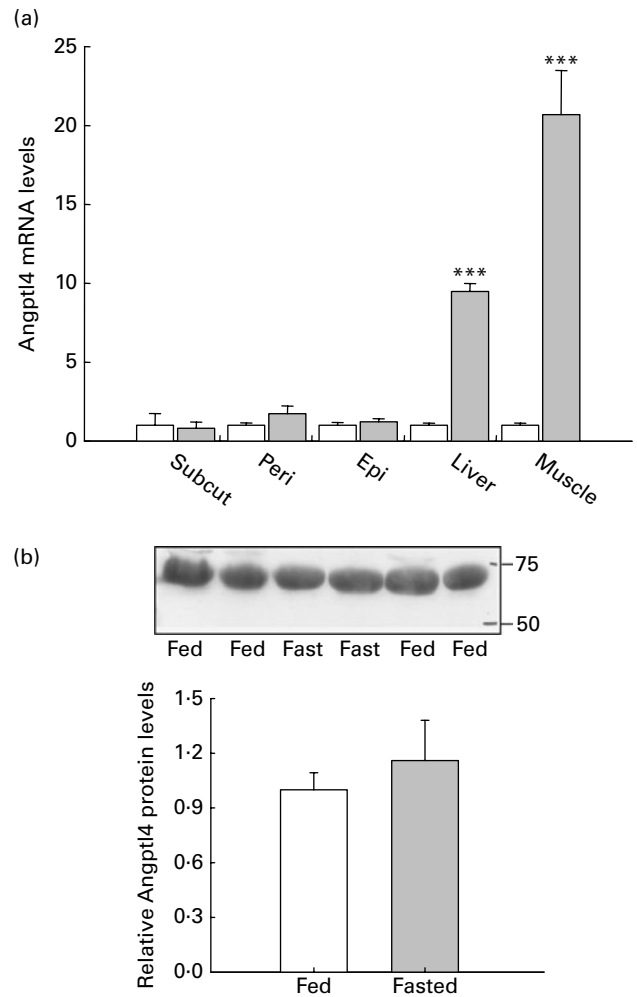 (a)
25
20
15
10
5
0
Angptl4 mRNA levels
***
***
Subcut Peri Epi Liver Muscle
(b)
75
50
Fed Fed Fast Fast Fed Fed
1·5
1·2
0·9
0·6
0·3
0·0
Relative Angptl4 protein levels
Fed Fasted